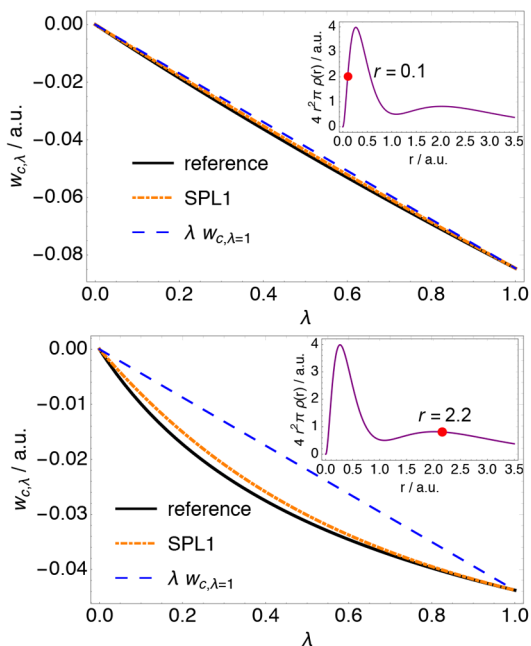 0.00
−0.02
−0.04
−0.06
−0.08
w_{c,λ} / a.u.
reference
SPL1
λ w_{c,λ=1}
0.0 0.2 0.4 0.6 0.8 1.0
λ
4
3
2
1
0
4 r²π ρ(r) / a.u.
r = 0.1
0.0 0.5 1.0 1.5 2.0 2.5 3.0 3.5
r / a.u.
0.00
−0.01
−0.02
−0.03
−0.04
w_{c,λ} / a.u.
reference
SPL1
λ w_{c,λ=1}
0.0 0.2 0.4 0.6 0.8 1.0
λ
4
3
2
1
0
4 r²π ρ(r) / a.u.
r = 2.2
0.0 0.5 1.0 1.5 2.0 2.5 3.0 3.5
r / a.u.